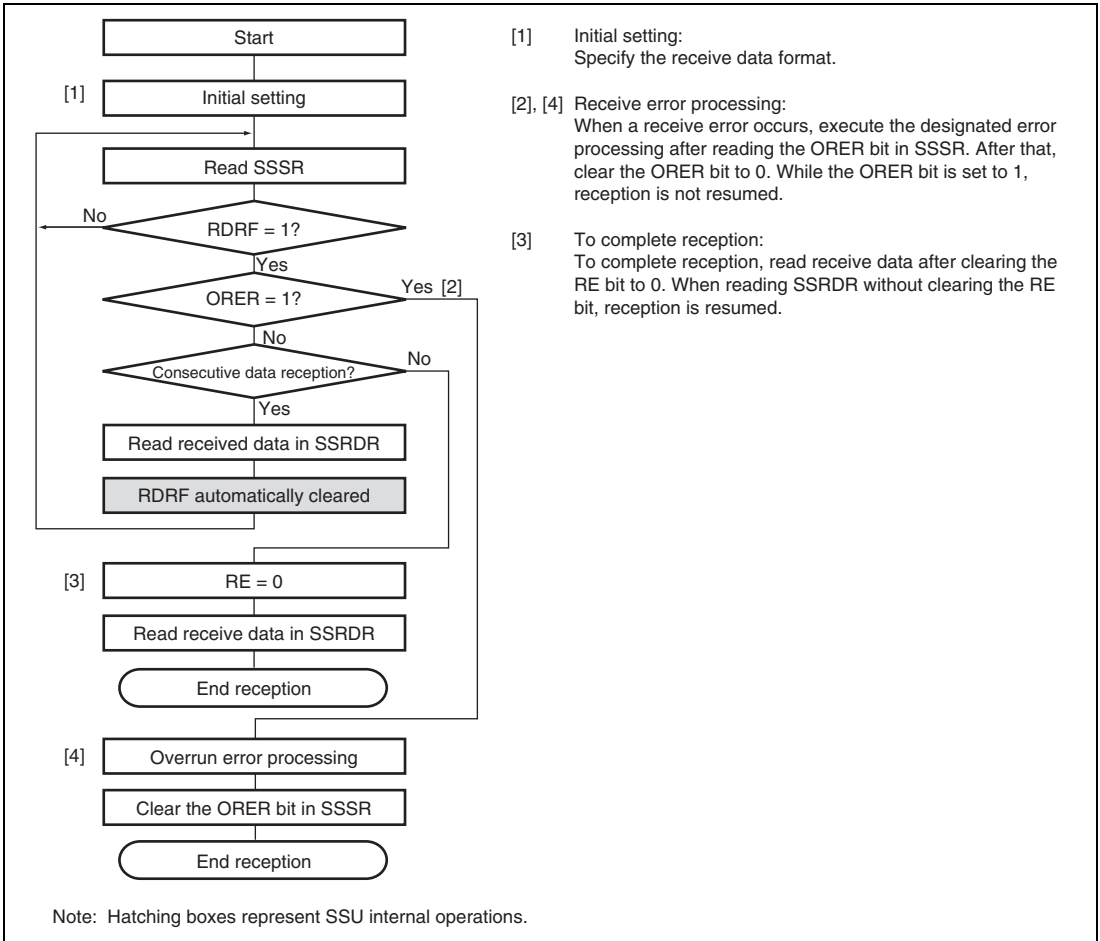 Start
[1] Initial setting
Read SSSR
No
RDRF = 1?
Yes
ORER = 1?
Yes [2]
No
Consecutive data reception?
No
Yes
Read received data in SSRDR
RDRF automatically cleared
[3] RE = 0
Read receive data in SSRDR
End reception
[4] Overrun error processing
Clear the ORER bit in SSSR
End reception
[1] Initial setting:
Specify the receive data format.
[2], [4] Receive error processing:
When a receive error occurs, execute the designated error
processing after reading the ORER bit in SSSR. After that,
clear the ORER bit to 0. While the ORER bit is set to 1,
reception is not resumed.
[3] To complete reception:
To complete reception, read receive data after clearing the
RE bit to 0. When reading SSRDR without clearing the RE
bit, reception is resumed.
Note: Hatching boxes represent SSU internal operations.